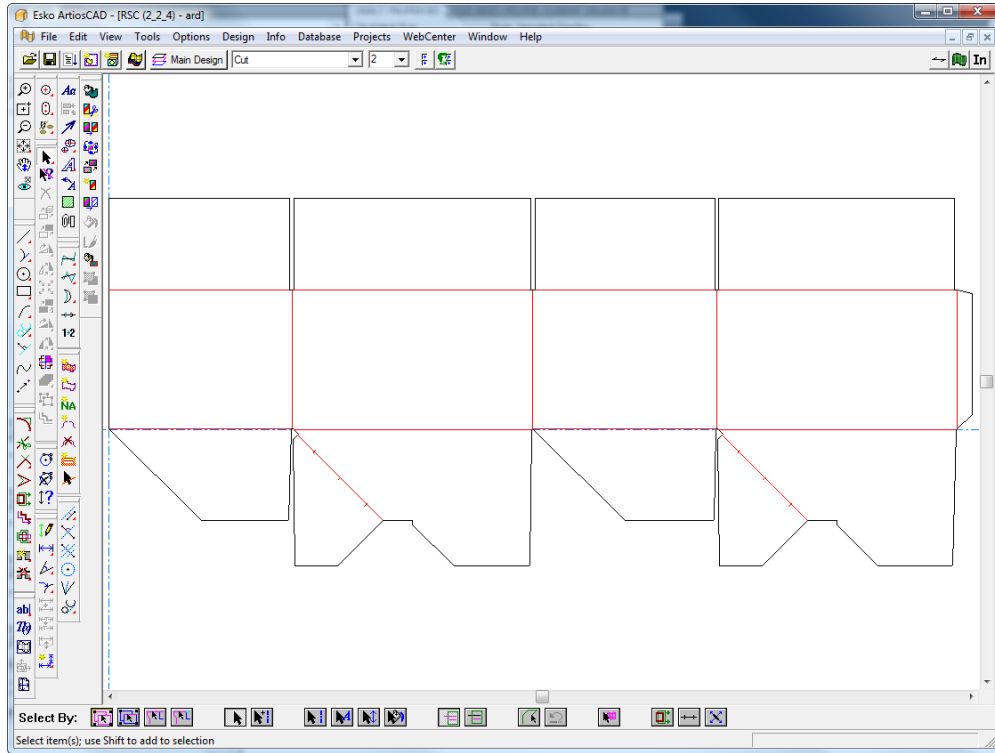 Esko ArtiosCAD - [RSC (2_2_4) - ard]
File Edit View Tools Options Design Info Database Projects WebCenter Window Help
Main Design Cut 2 In
Aa
A
1+2
NA
ab|
Select By:
Select item(s); use Shift to add to selection